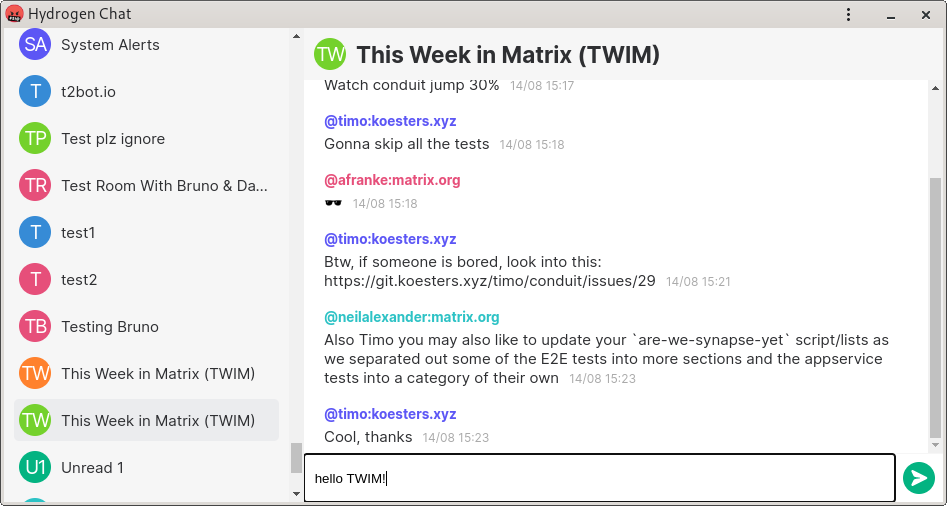 Hydrogen Chat
SA System Alerts
T t2bot.io
TP Test plz ignore
TR Test Room With Bruno & Da...
T test1
T test2
TB Testing Bruno
TW This Week in Matrix (TWIM)
TW This Week in Matrix (TWIM)
U1 Unread 1
TW This Week in Matrix (TWIM)
Watch conduit jump 30% 14/08 15:17
@timo:koesters.xyz
Gonna skip all the tests 14/08 15:18
@afranke:matrix.org
🕶️ 14/08 15:18
@timo:koesters.xyz
Btw, if someone is bored, look into this:
https://git.koesters.xyz/timo/conduit/issues/29 14/08 15:21
@neilalexander:matrix.org
Also Timo you may also like to update your `are-we-synapse-yet` script/lists as
we separated out some of the E2E tests into more sections and the appservice
tests into a category of their own 14/08 15:23
@timo:koesters.xyz
Cool, thanks 14/08 15:23
hello TWIM!